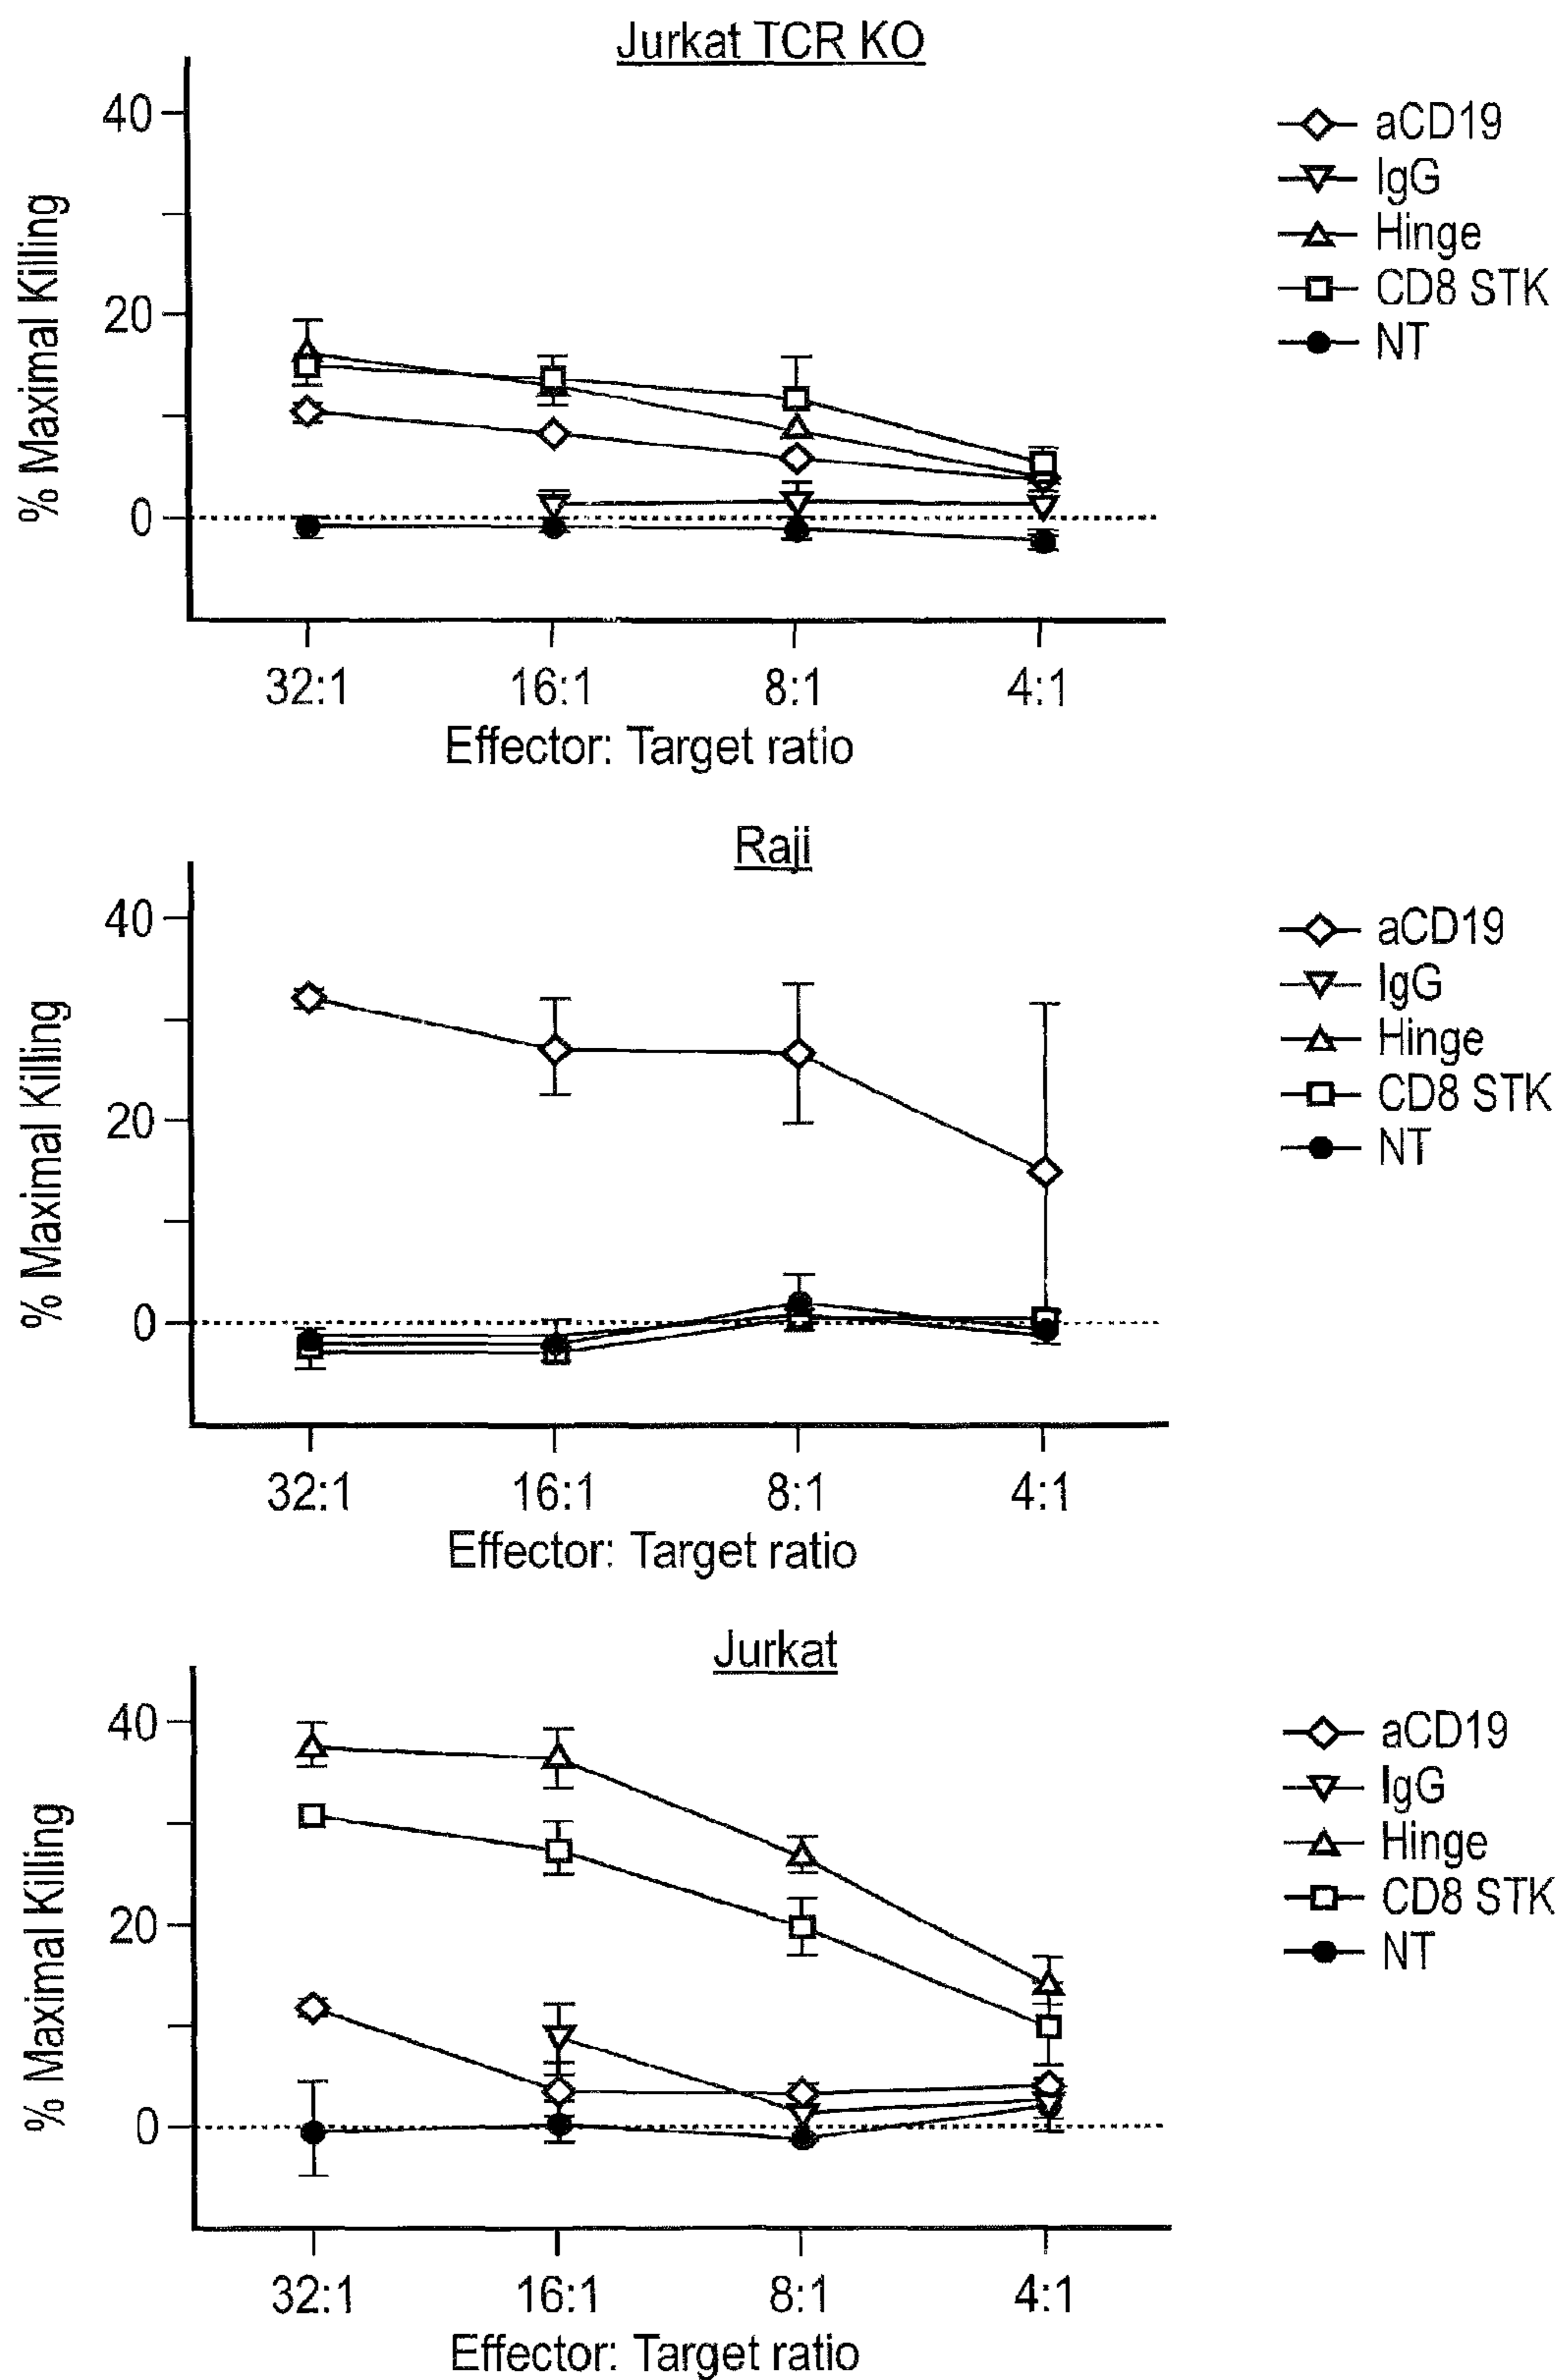 Jurkat TCR KO
40
20
0
% Maximal Killing
32:1 16:1 8:1 4:1
Effector: Target ratio
aCD19
IgG
Hinge
CD8 STK
NT
Raji
40
20
0
% Maximal Killing
32:1 16:1 8:1 4:1
Effector: Target ratio
aCD19
IgG
Hinge
CD8 STK
NT
Jurkat
40
20
0
% Maximal Killing
32:1 16:1 8:1 4:1
Effector: Target ratio
aCD19
IgG
Hinge
CD8 STK
NT